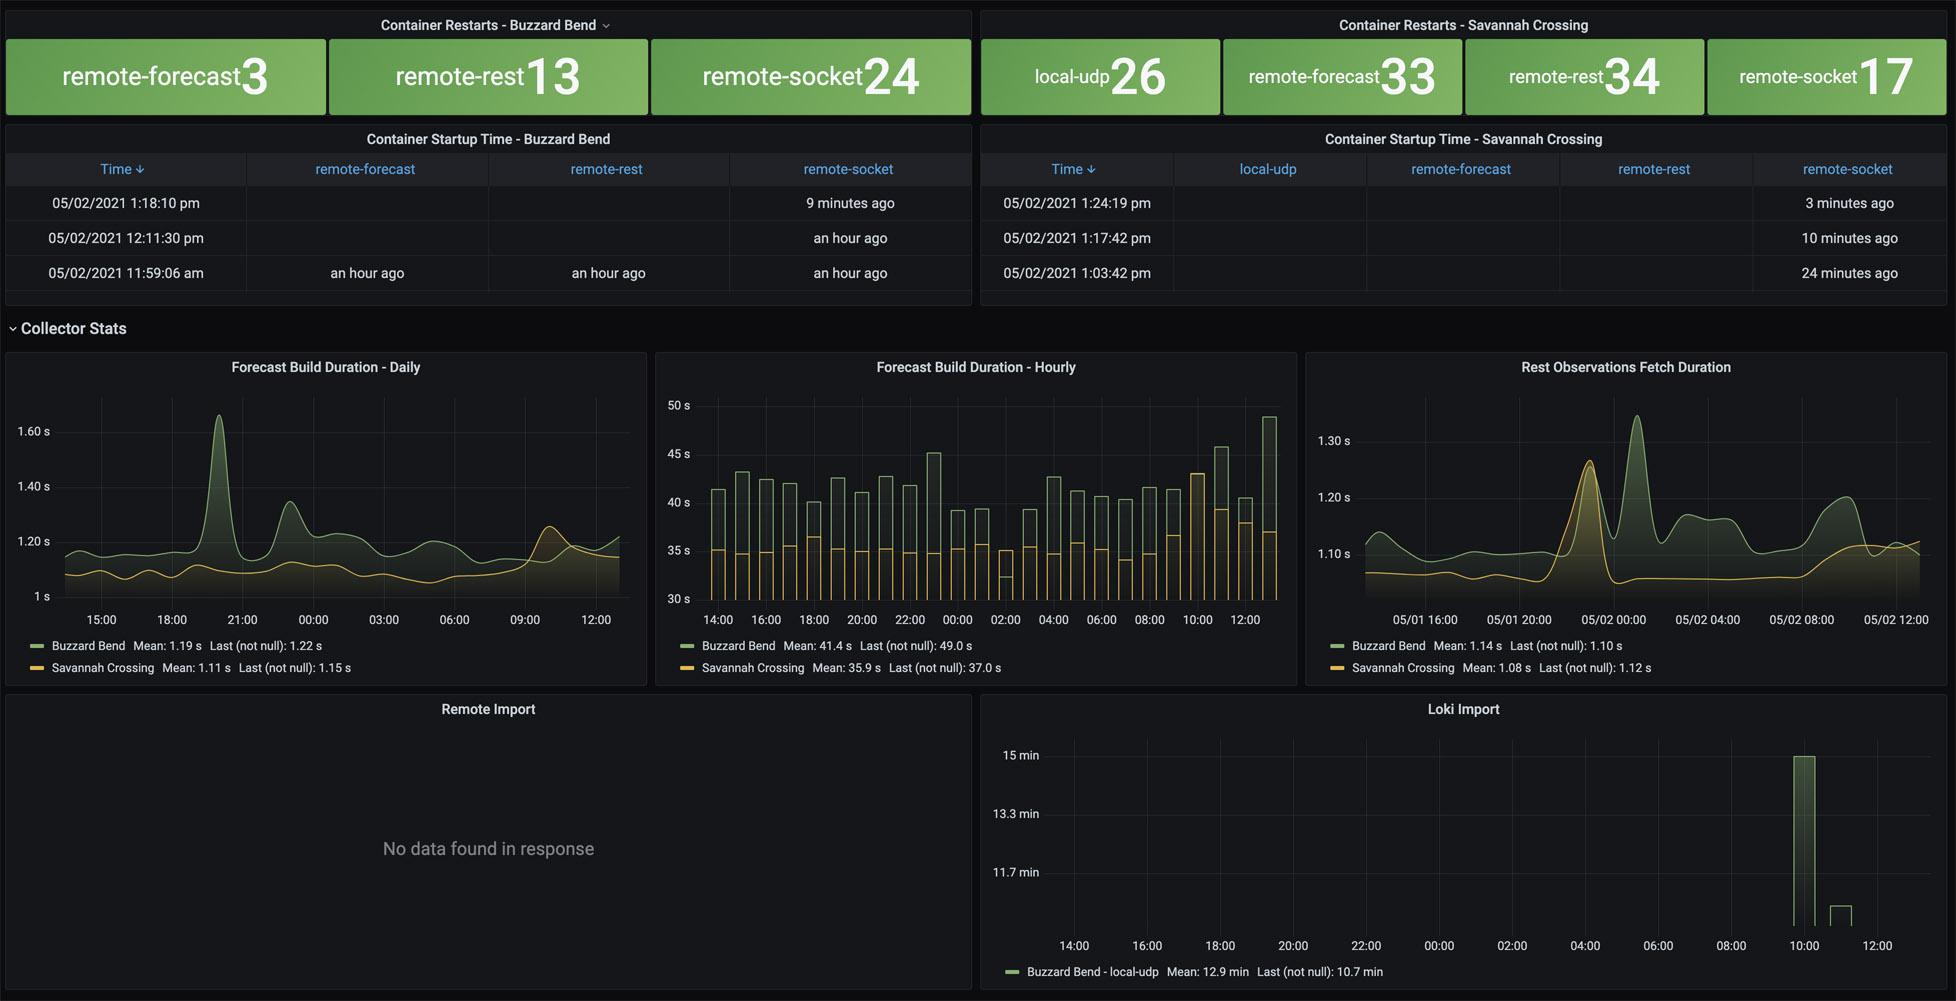 Container Restarts - Buzzard Bend
remote-forecast 3
remote-rest 13
remote-socket 24
Container Restarts - Savannah Crossing
local-udp 26
remote-forecast 33
remote-rest 34
remote-socket 17
Container Startup Time - Buzzard Bend
Time ↓ remote-forecast remote-rest remote-socket
05/02/2021 1:18:10 pm 9 minutes ago
05/02/2021 12:11:30 pm an hour ago
05/02/2021 11:59:06 am an hour ago an hour ago an hour ago
Container Startup Time - Savannah Crossing
Time ↓ local-udp remote-forecast remote-rest remote-socket
05/02/2021 1:24:19 pm 3 minutes ago
05/02/2021 1:17:42 pm 10 minutes ago
05/02/2021 1:03:42 pm 24 minutes ago
Collector Stats
Forecast Build Duration - Daily
1.60 s
1.40 s
1.20 s
1 s
15:00 18:00 21:00 00:00 03:00 06:00 09:00 12:00
Buzzard Bend Mean: 1.19 s Last (not null): 1.22 s
Savannah Crossing Mean: 1.11 s Last (not null): 1.15 s
Forecast Build Duration - Hourly
50 s
45 s
40 s
35 s
30 s
14:00 16:00 18:00 20:00 22:00 00:00 02:00 04:00 06:00 08:00 10:00 12:00
Buzzard Bend Mean: 41.4 s Last (not null): 49.0 s
Savannah Crossing Mean: 35.9 s Last (not null): 37.0 s
Rest Observations Fetch Duration
1.30 s
1.20 s
1.10 s
05/01 16:00 05/01 20:00 05/02 00:00 05/02 04:00 05/02 08:00 05/02 12:00
Buzzard Bend Mean: 1.14 s Last (not null): 1.10 s
Savannah Crossing Mean: 1.08 s Last (not null): 1.12 s
Remote Import
No data found in response
Loki Import
15 min
13.3 min
11.7 min
14:00 16:00 18:00 20:00 22:00 00:00 02:00 04:00 06:00 08:00 10:00 12:00
Buzzard Bend - local-udp Mean: 12.9 min Last (not null): 10.7 min